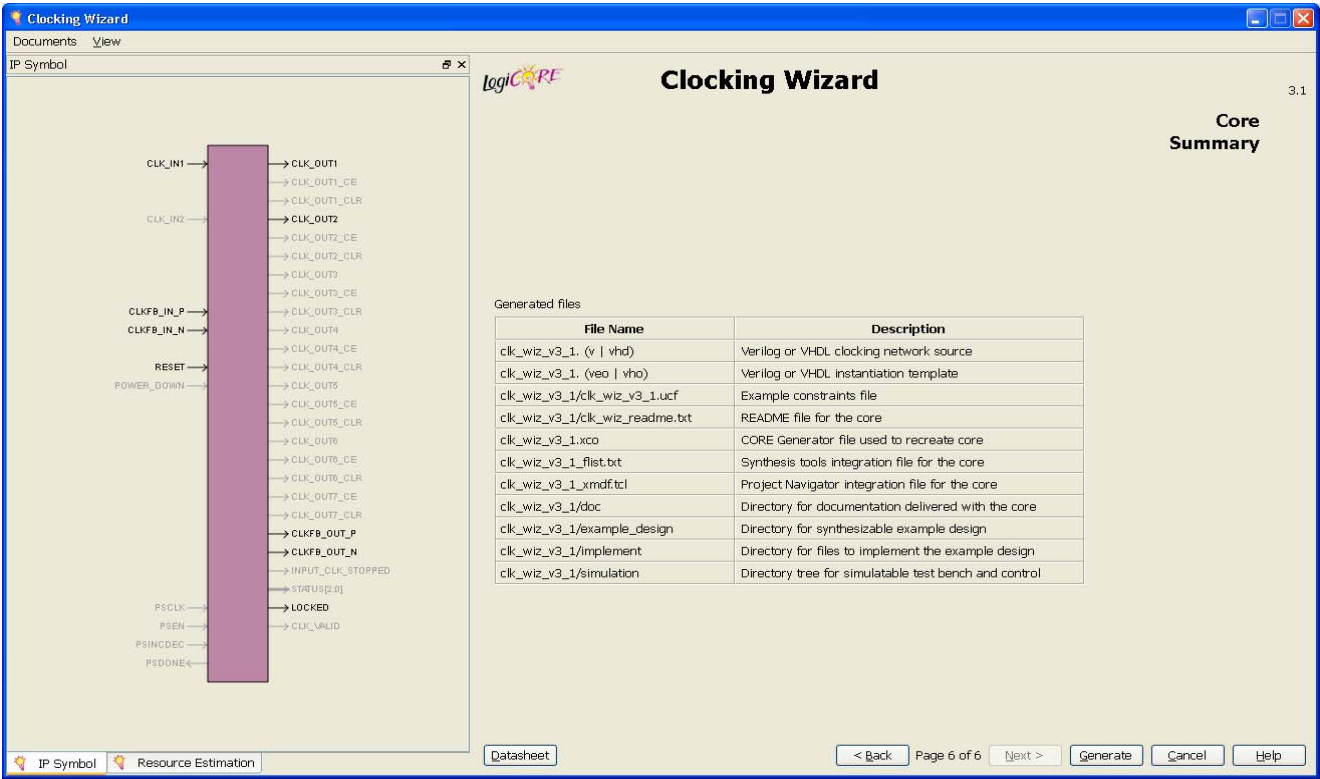 Clocking Wizard
Documents View
IP Symbol
logiCORE
Clocking Wizard
3.1
Core
Summary
CLK_IN1
CLK_OUT1
CLK_OUT1_CE
CLK_OUT1_CLR
CLK_IN2
CLK_OUT2
CLK_OUT2_CE
CLK_OUT2_CLR
CLK_OUT3
CLK_OUT3_CE
CLKFB_IN_P
CLK_OUT3_CLR
CLKFB_IN_N
CLK_OUT4
CLK_OUT4_CE
RESET
CLK_OUT4_CLR
POWER_DOWN
CLK_OUT5
CLK_OUT5_CE
CLK_OUT5_CLR
CLK_OUT6
CLK_OUT6_CE
CLK_OUT6_CLR
CLK_OUT7_CE
CLK_OUT7_CLR
CLKFB_OUT_P
CLKFB_OUT_N
INPUT_CLK_STOPPED
STATUS[2:0]
PSCLK
LOCKED
PSEN
CLK_VALID
PSINCDEC
PSDONE
Generated files
File Name Description
clk_wiz_v3_1. (v | vhd) Verilog or VHDL clocking network source
clk_wiz_v3_1. (veo | vho) Verilog or VHDL instantiation template
clk_wiz_v3_1/clk_wiz_v3_1.ucf Example constraints file
clk_wiz_v3_1/clk_wiz_readme.txt README file for the core
clk_wiz_v3_1.xco CORE Generator file used to recreate core
clk_wiz_v3_1_flist.txt Synthesis tools integration file for the core
clk_wiz_v3_1_xmdf.tcl Project Navigator integration file for the core
clk_wiz_v3_1/doc Directory for documentation delivered with the core
clk_wiz_v3_1/example_design Directory for synthesizable example design
clk_wiz_v3_1/implement Directory for files to implement the example design
clk_wiz_v3_1/simulation Directory tree for simulatable test bench and control
IP Symbol Resource Estimation
Datasheet < Back Page 6 of 6 Next > Generate Cancel Help